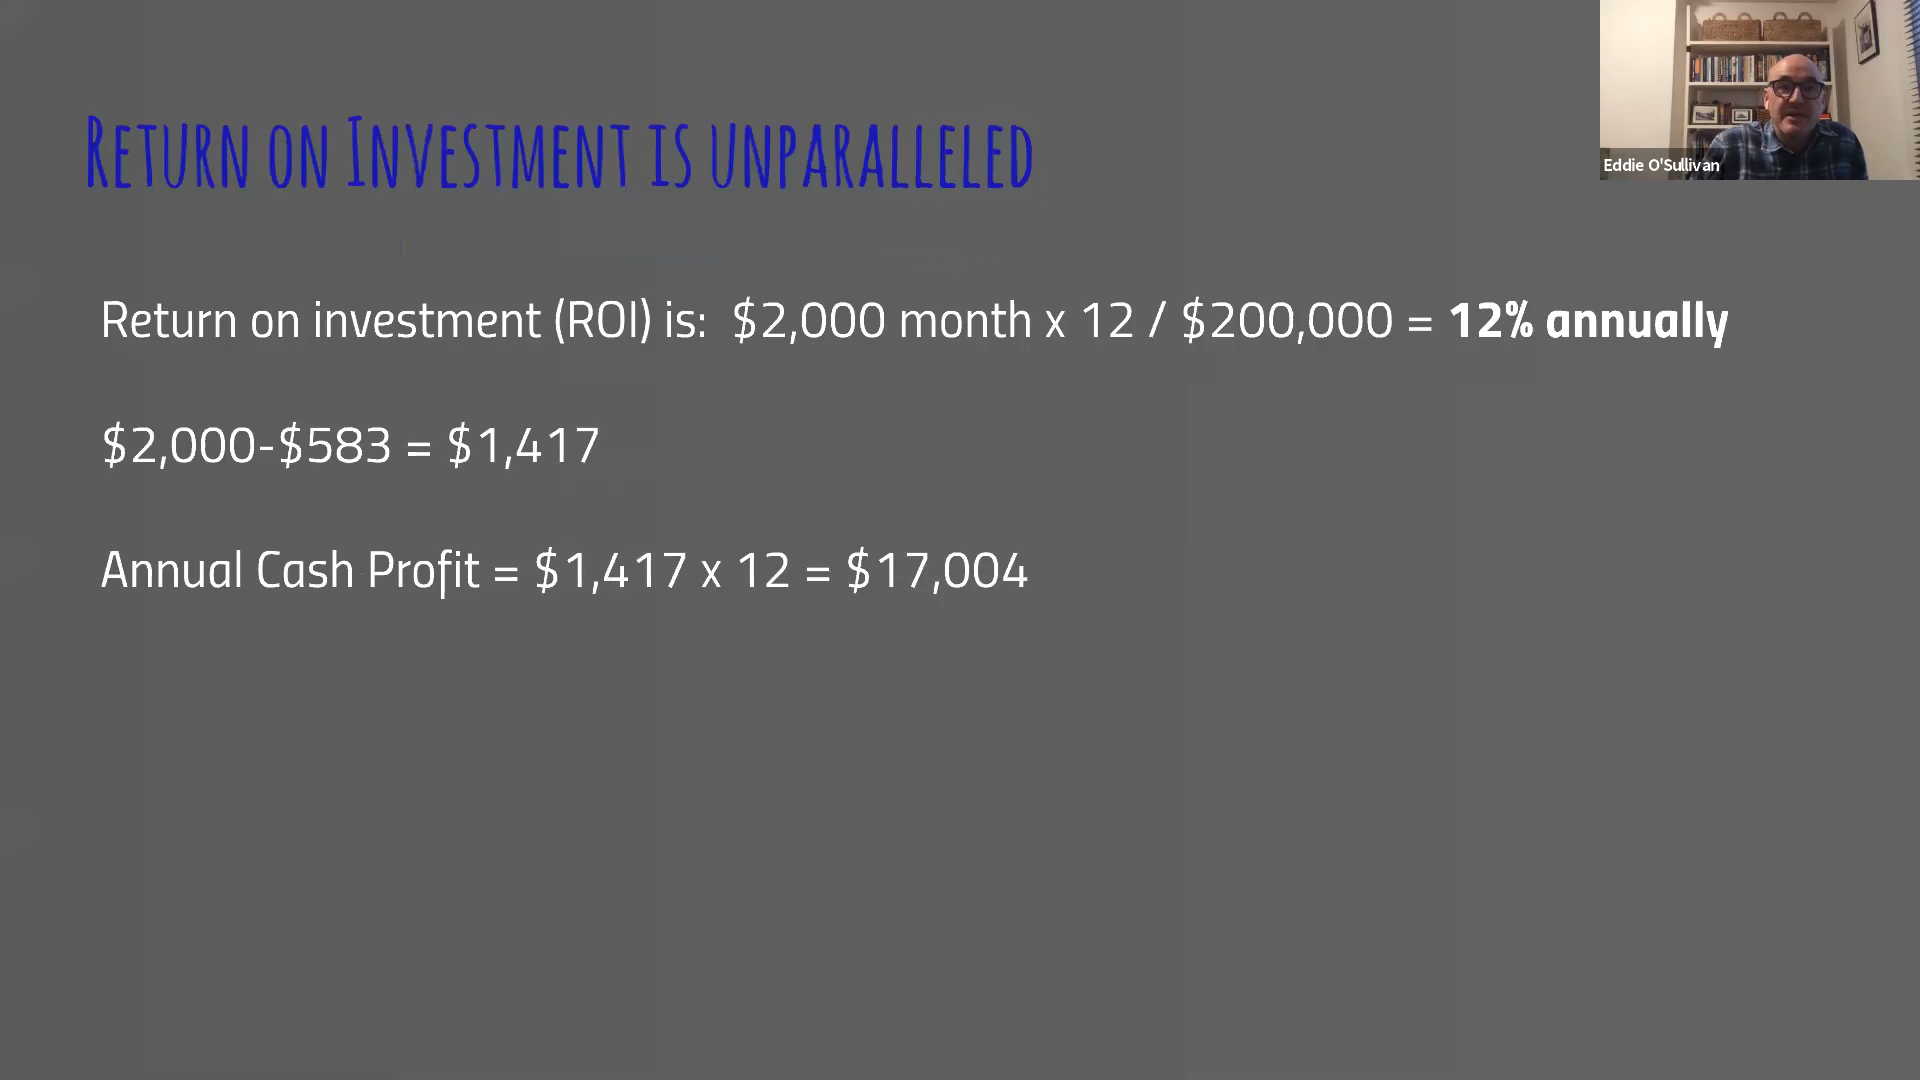 Return on Investment is unparalleled
Eddie O'Sullivan
Return on investment (ROI) is: $2,000 month x 12 / $200,000 = 12% annually
$2,000-$583 = $1,417
Annual Cash Profit = $1,417 x 12 = $17,004